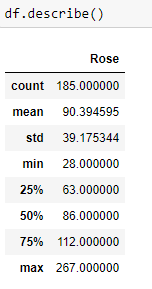 df.describe()
Rose
count 185.000000
mean 90.394595
std 39.175344
min 28.000000
25% 63.000000
50% 86.000000
75% 112.000000
max 267.000000